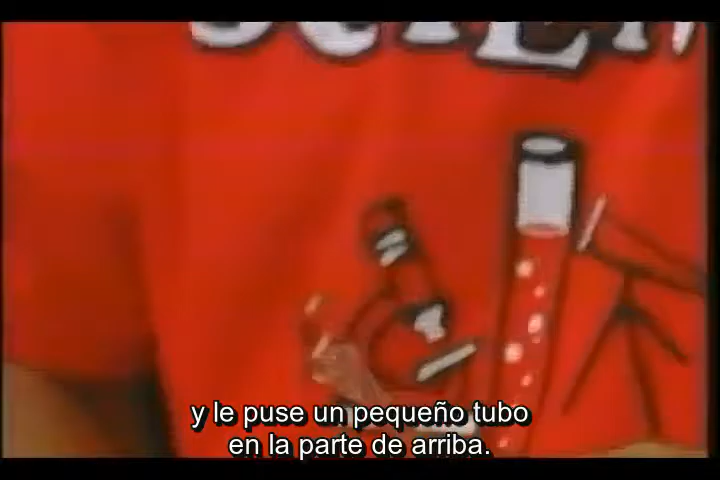 y le puse un pequeño tubo
en la parte de arriba.